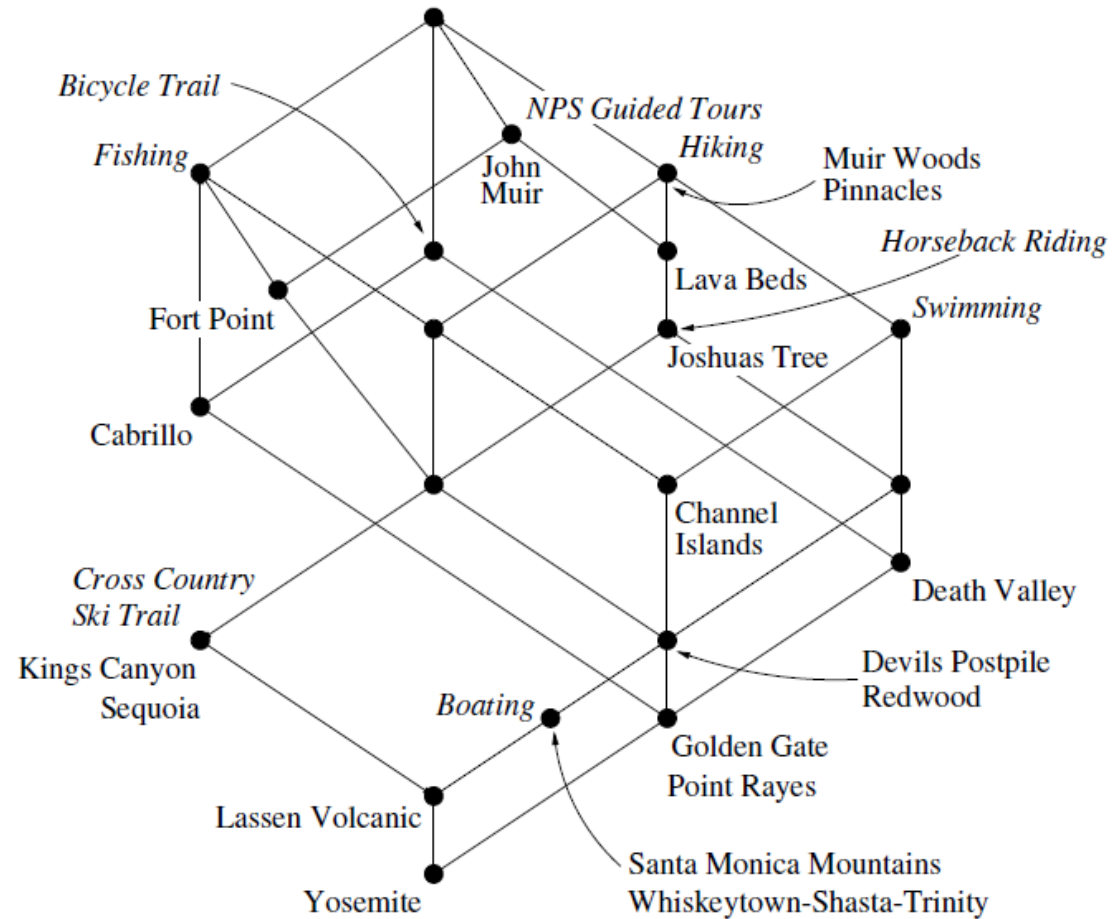 Bicycle Trail
NPS Guided Tours
Hiking
Fishing
John
Muir
Muir Woods
Pinnacles
Horseback Riding
Lava Beds
Swimming
Fort Point
Joshuas Tree
Cabrillo
Channel
Islands
Cross Country
Ski Trail
Death Valley
Kings Canyon
Sequoia
Devils Postpile
Redwood
Boating
Golden Gate
Point Rayes
Lassen Volcanic
Santa Monica Mountains
Whiskeytown-Shasta-Trinity
Yosemite